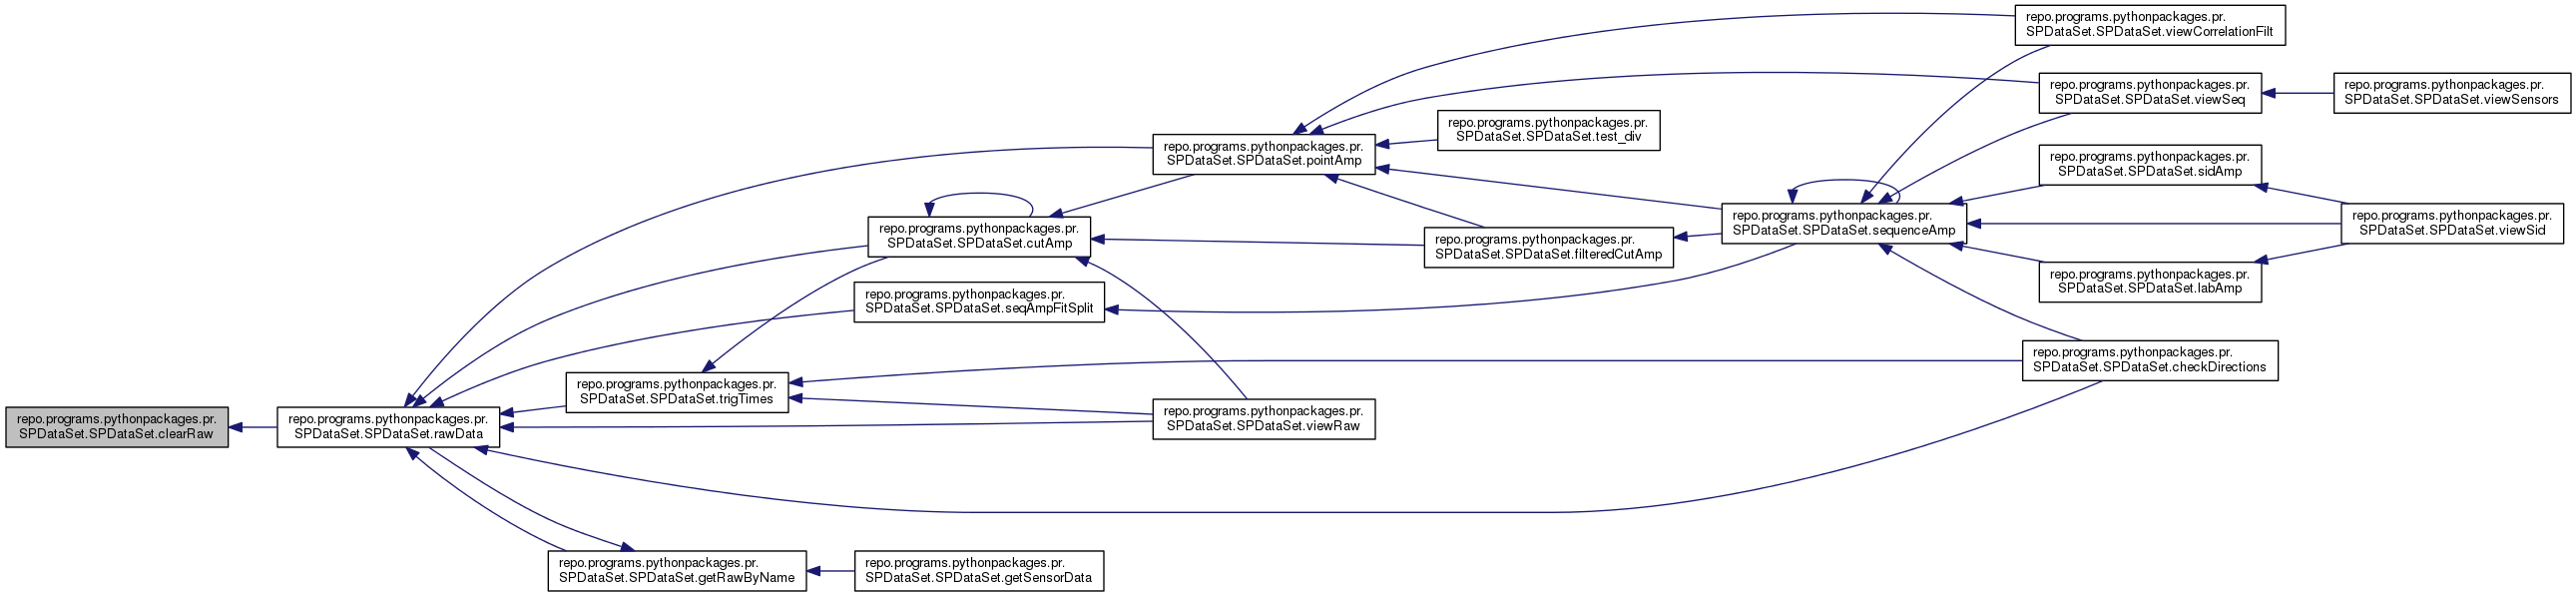 repo.programs.pythonpackages.pr.
SPDataSet.SPDataSet.clearRaw
repo.programs.pythonpackages.pr.
SPDataSet.SPDataSet.rawData
repo.programs.pythonpackages.pr.
SPDataSet.SPDataSet.trigTimes
repo.programs.pythonpackages.pr.
SPDataSet.SPDataSet.getRawByName
repo.programs.pythonpackages.pr.
SPDataSet.SPDataSet.cutAmp
repo.programs.pythonpackages.pr.
SPDataSet.SPDataSet.seqAmpFitSplit
repo.programs.pythonpackages.pr.
SPDataSet.SPDataSet.getSensorData
repo.programs.pythonpackages.pr.
SPDataSet.SPDataSet.pointAmp
repo.programs.pythonpackages.pr.
SPDataSet.SPDataSet.viewRaw
repo.programs.pythonpackages.pr.
SPDataSet.SPDataSet.test_div
repo.programs.pythonpackages.pr.
SPDataSet.SPDataSet.filteredCutAmp
repo.programs.pythonpackages.pr.
SPDataSet.SPDataSet.sequenceAmp
repo.programs.pythonpackages.pr.
SPDataSet.SPDataSet.viewCorrelationFilt
repo.programs.pythonpackages.pr.
SPDataSet.SPDataSet.viewSeq
repo.programs.pythonpackages.pr.
SPDataSet.SPDataSet.sidAmp
repo.programs.pythonpackages.pr.
SPDataSet.SPDataSet.labAmp
repo.programs.pythonpackages.pr.
SPDataSet.SPDataSet.checkDirections
repo.programs.pythonpackages.pr.
SPDataSet.SPDataSet.viewSensors
repo.programs.pythonpackages.pr.
SPDataSet.SPDataSet.viewSid